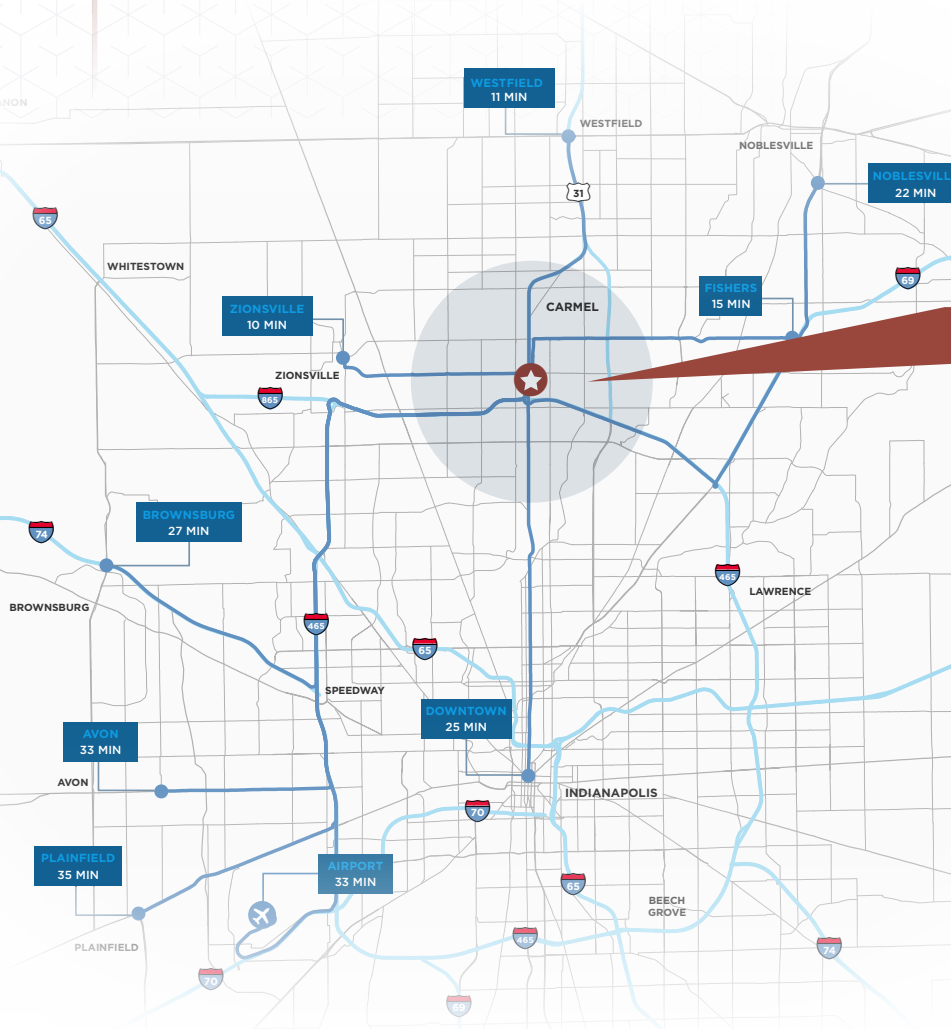 WESTFIELD
11 MIN
NON
WESTFIELD
NOBLESVILLE
NOBLESVILL
22 MIN
31
65
WHITESTOWN
69
FISHERS
15 MIN
ZIONSVILLE
10 MIN
CARMEL
ZIONSVILLE
865
BROWNSBURG
27 MIN
74
465
LAWRENCE
BROWNSBURG
465
65
SPEEDWAY
DOWNTOWN
25 MIN
AVON
33 MIN
AVON
INDIANAPOLIS
70
PLAINFIELD
35 MIN
AIRPORT
33 MIN
65
BEECH
GROVE
465
74
PLAINFIELD
70
69